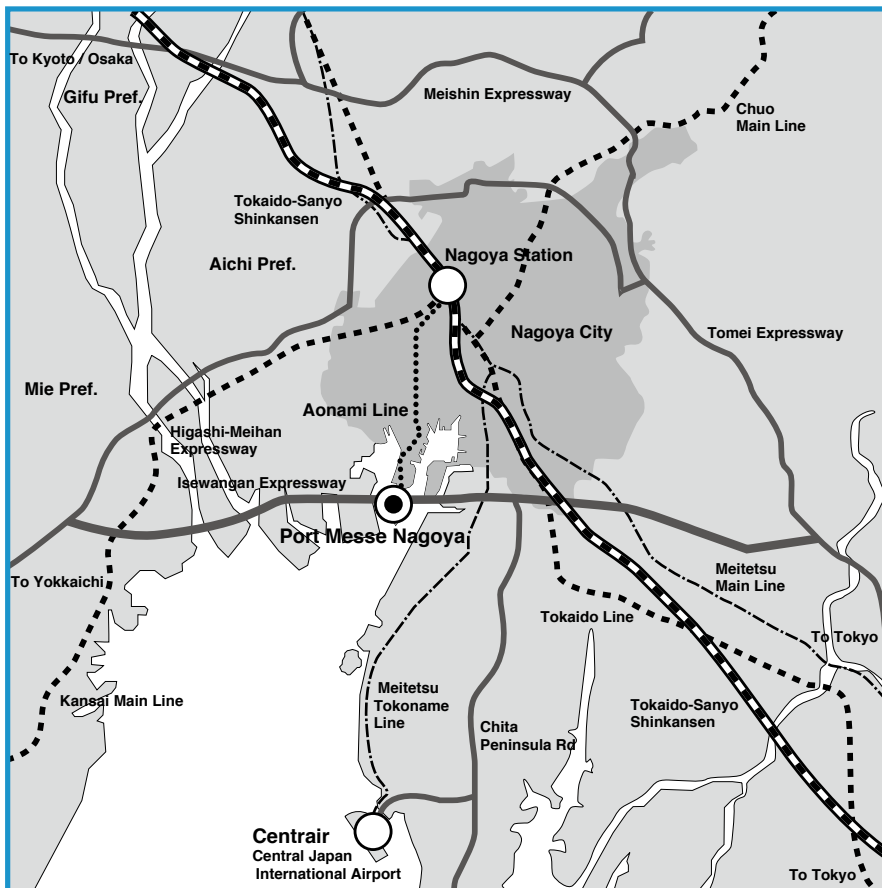 To Kyoto / Osaka
Gifu Pref.
Meishin Expressway
Chuo
Main Line
Tokaido-Sanyo
Shinkansen
Nagoya Station
Aichi Pref.
Nagoya City
Tomei Expressway
Mie Pref.
Aonami Line
Higashi-Meihan
Expressway
Isewangan Expressway
Port Messe Nagoya
To Yokkaichi
Meitetsu
Main Line
Tokaido Line
To Tokyo
Kansai Main Line
Meitetsu
Tokoname
Line
Chita
Peninsula Rd
Tokaido-Sanyo
Shinkansen
Centrair
Central Japan
International Airport
To Tokyo